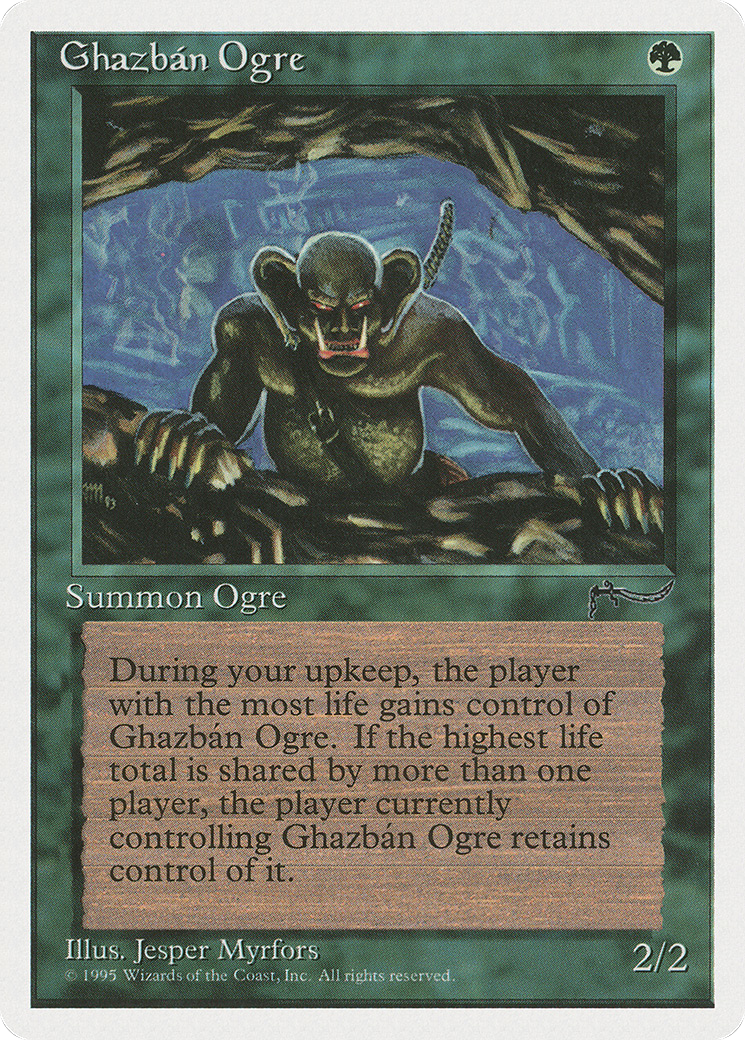 Ghazbán Ogre
JM 93
Summon Ogre
During your upkeep, the player
with the most life gains control of
Ghazbán Ogre. If the highest life
total is shared by more than one
player, the player currently
controlling Ghazbán Ogre retains
control of it.
Illus. Jesper Myrfors
2/2
© 1995 Wizards of the Coast, Inc. All rights reserved.